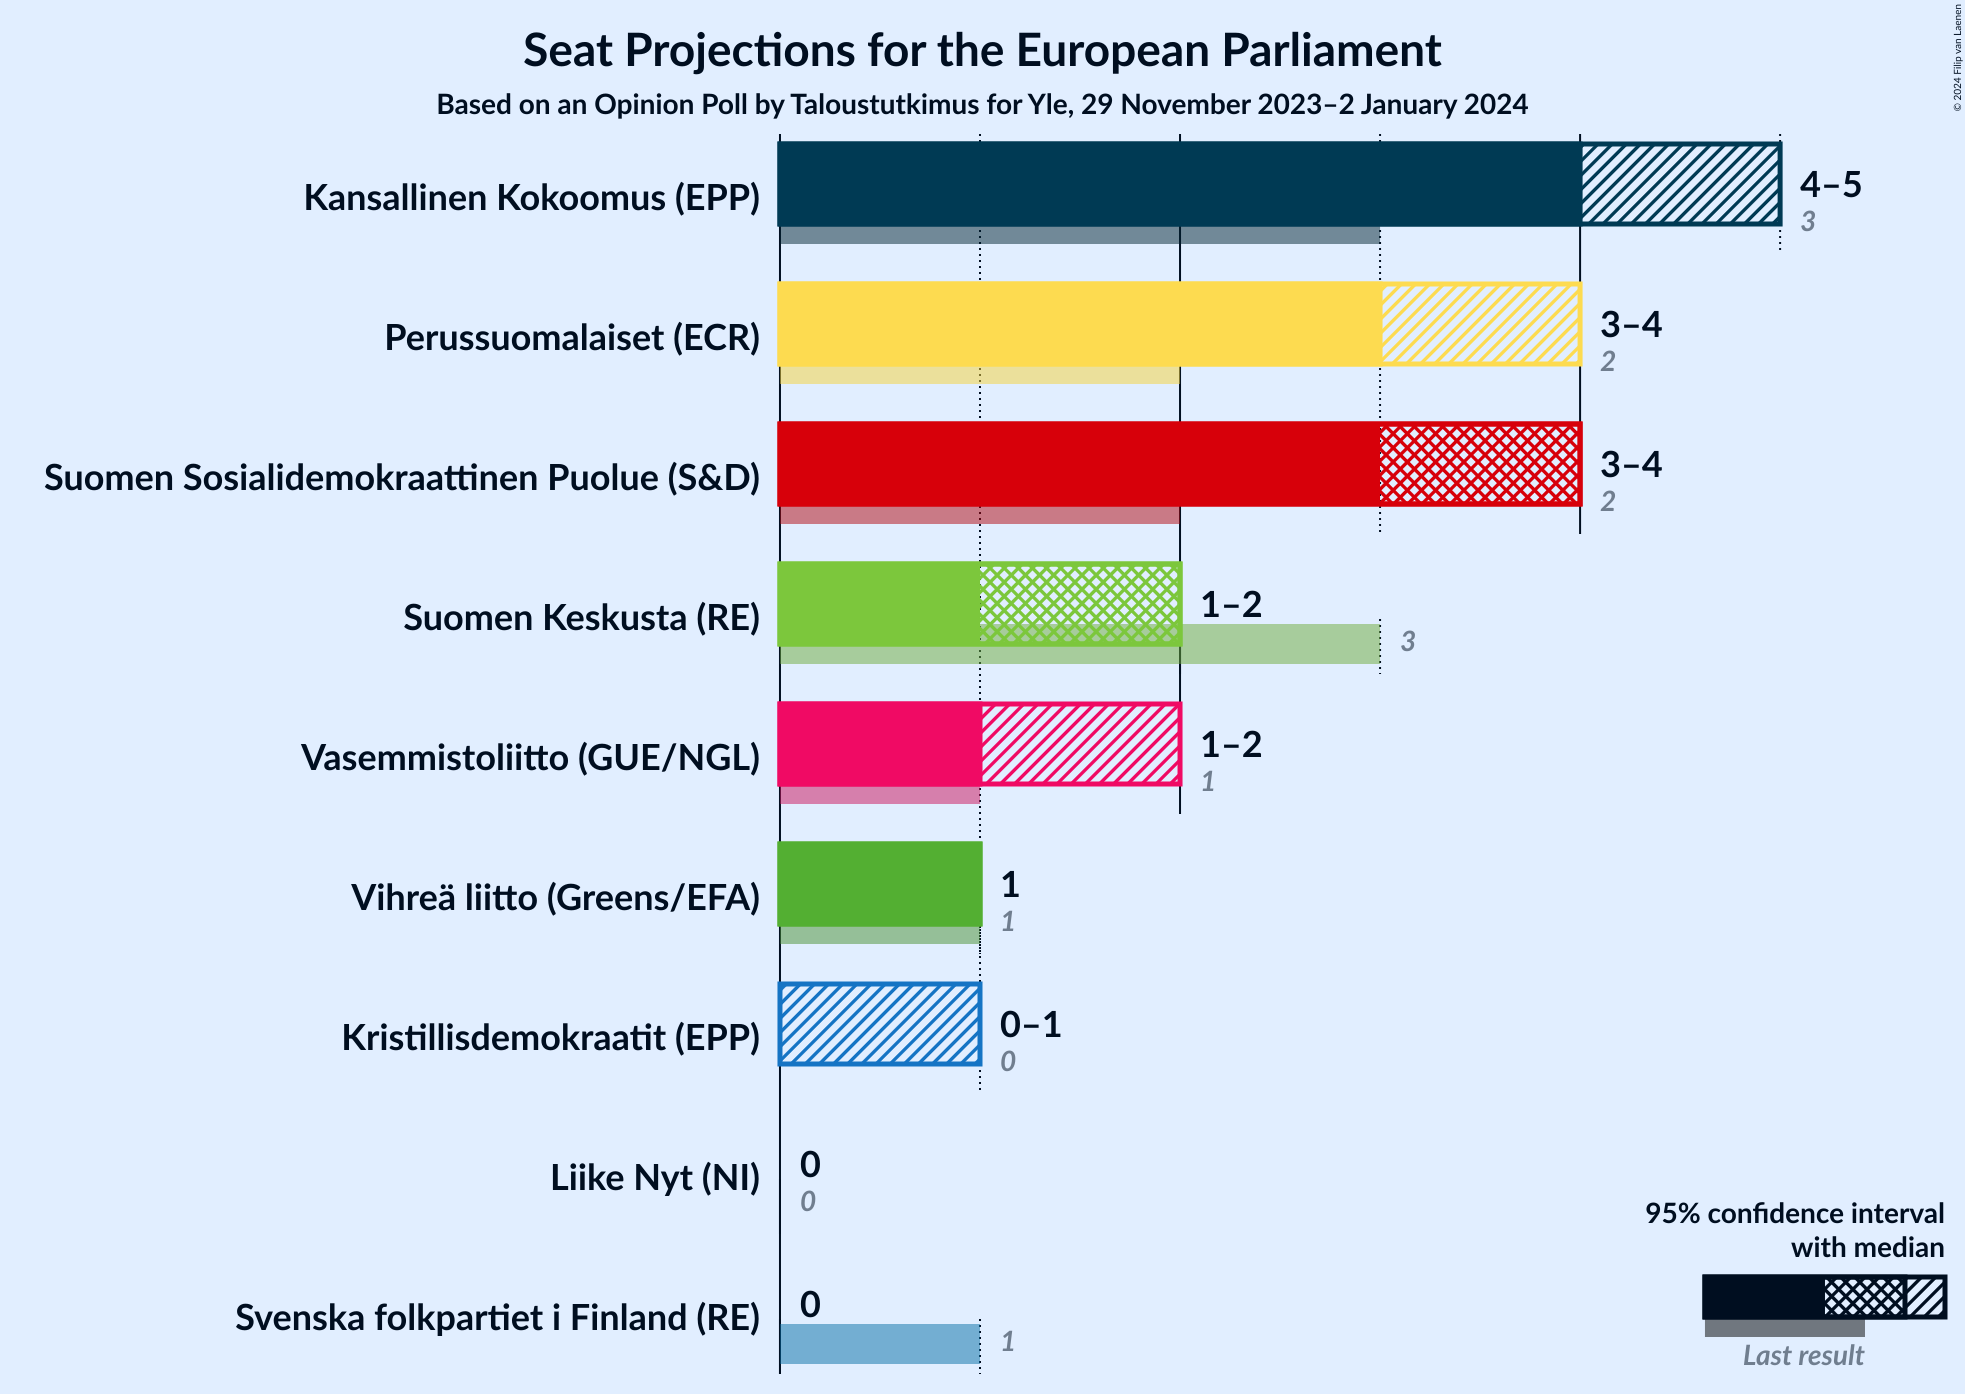 Seat Projections for the European Parliament
Based on an Opinion Poll by Taloustutkimus for Yle, 29 November 2023–2 January 2024
© 2024 Filip van Laenen
Kansallinen Kokoomus (EPP)
4–5
3
Perussuomalaiset (ECR)
3–4
2
Suomen Sosialidemokraattinen Puolue (S&D)
3–4
2
Suomen Keskusta (RE)
1–2
3
Vasemmistoliitto (GUE/NGL)
1–2
1
Vihreä liitto (Greens/EFA)
1
1
Kristillisdemokraatit (EPP)
0–1
0
Liike Nyt (NI)
0
0
Svenska folkpartiet i Finland (RE)
0
1
95% confidence interval
with median
Last result